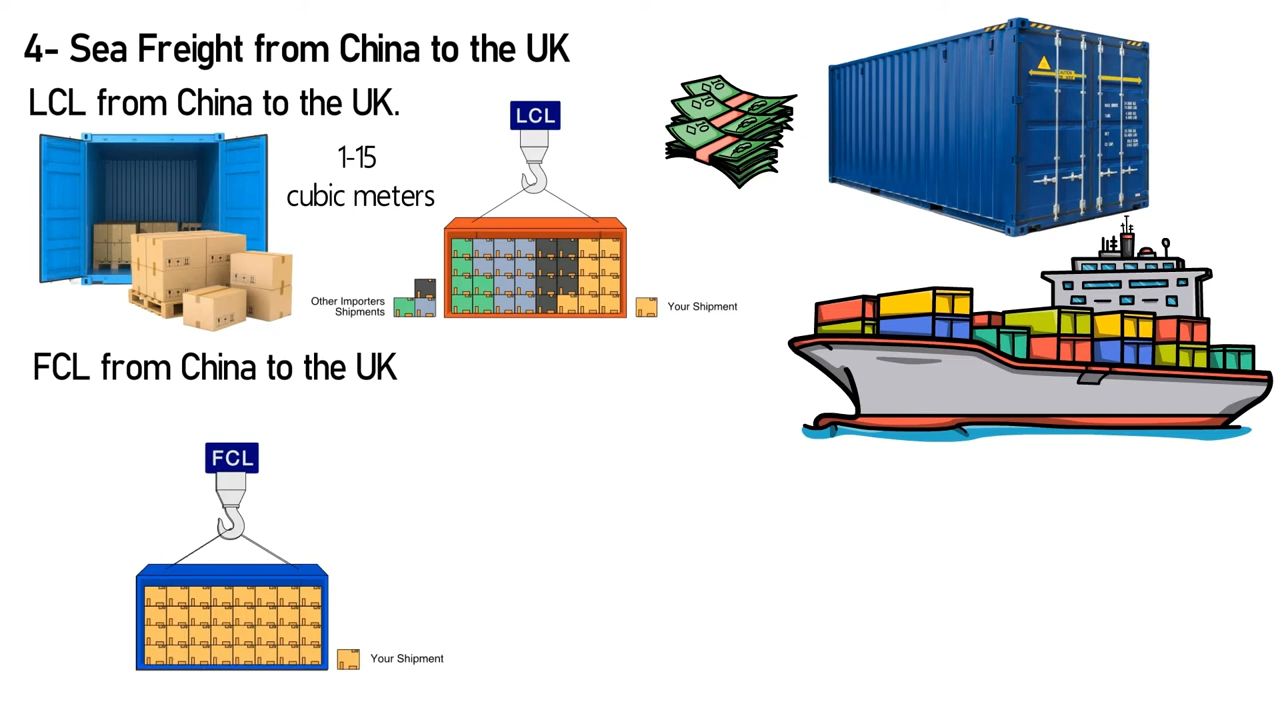 4- Sea Freight from China to the UK
LCL from China to the UK.
LCL
1-15
cubic meters
Other Importers
Shipments
Your Shipment
FCL from China to the UK
FCL
Your Shipment